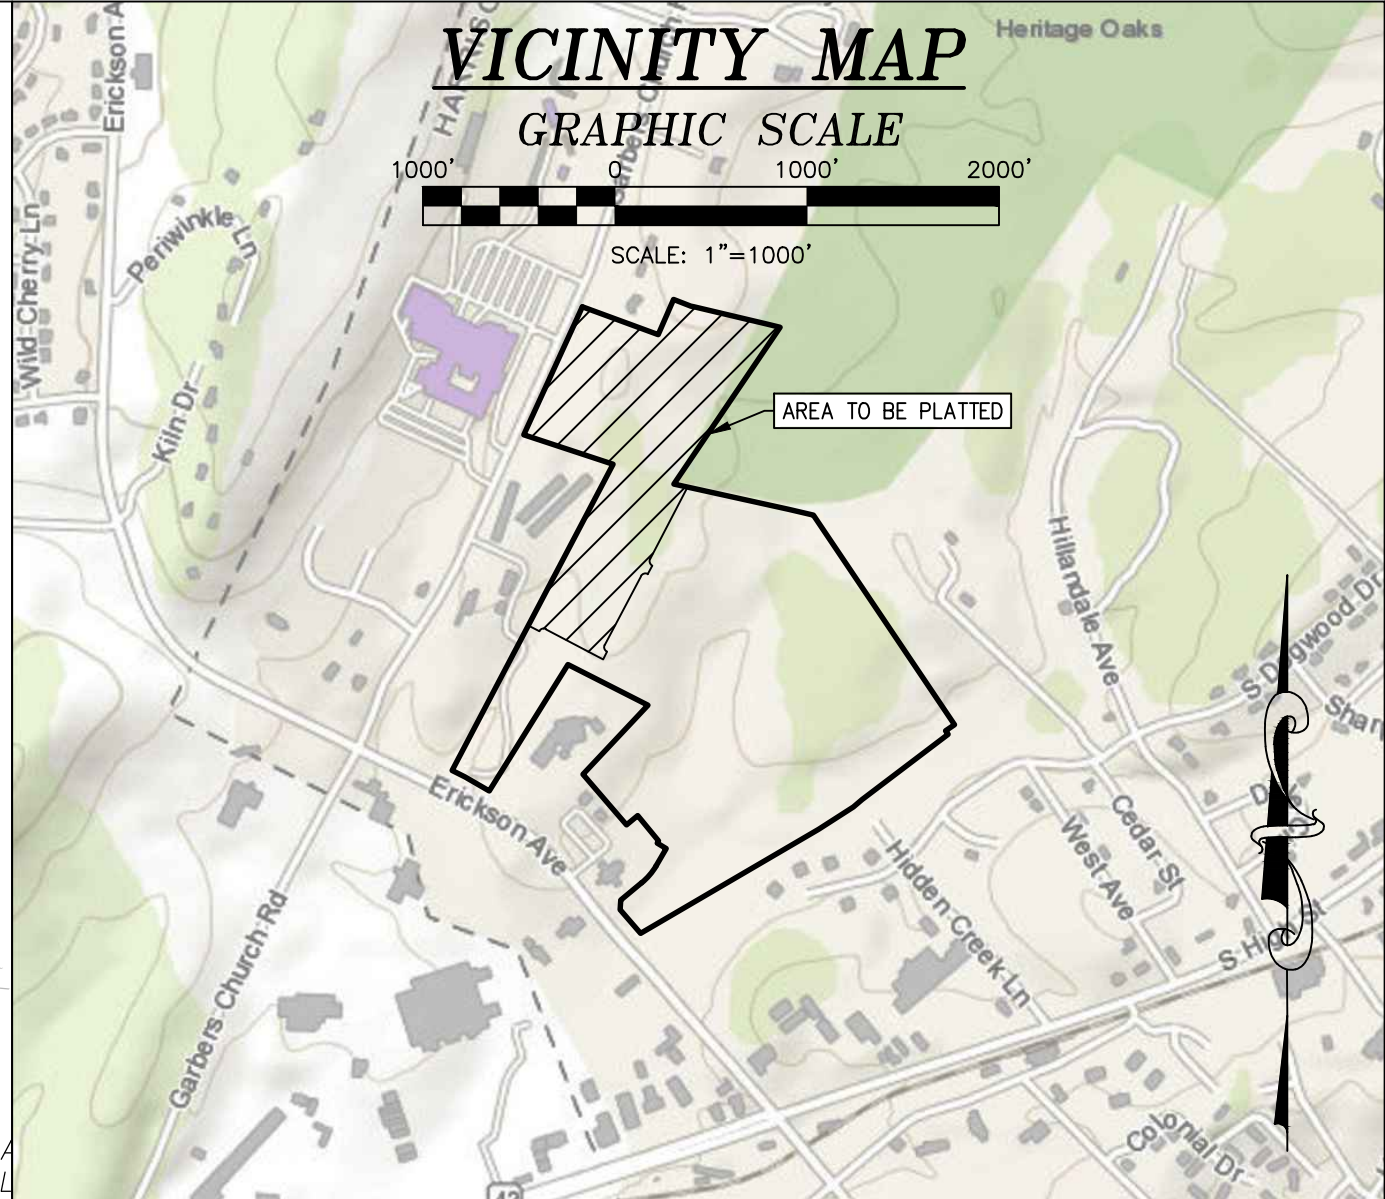 VICINITY MAP
GRAPHIC SCALE
1000' 0 1000' 2000'
SCALE: 1"=1000'
Heritage Oaks
Erickson A
Garbers Church R
Periwinkle Ln
Wild Cherry Ln
Kiln Dr
AREA TO BE PLATTED
Hillandale Ave
S Dogwood Dr
Erickson Ave
Cedar St
West Ave
Hidden Creek Ln
Garbers Church Rd
Colonial Dr
42